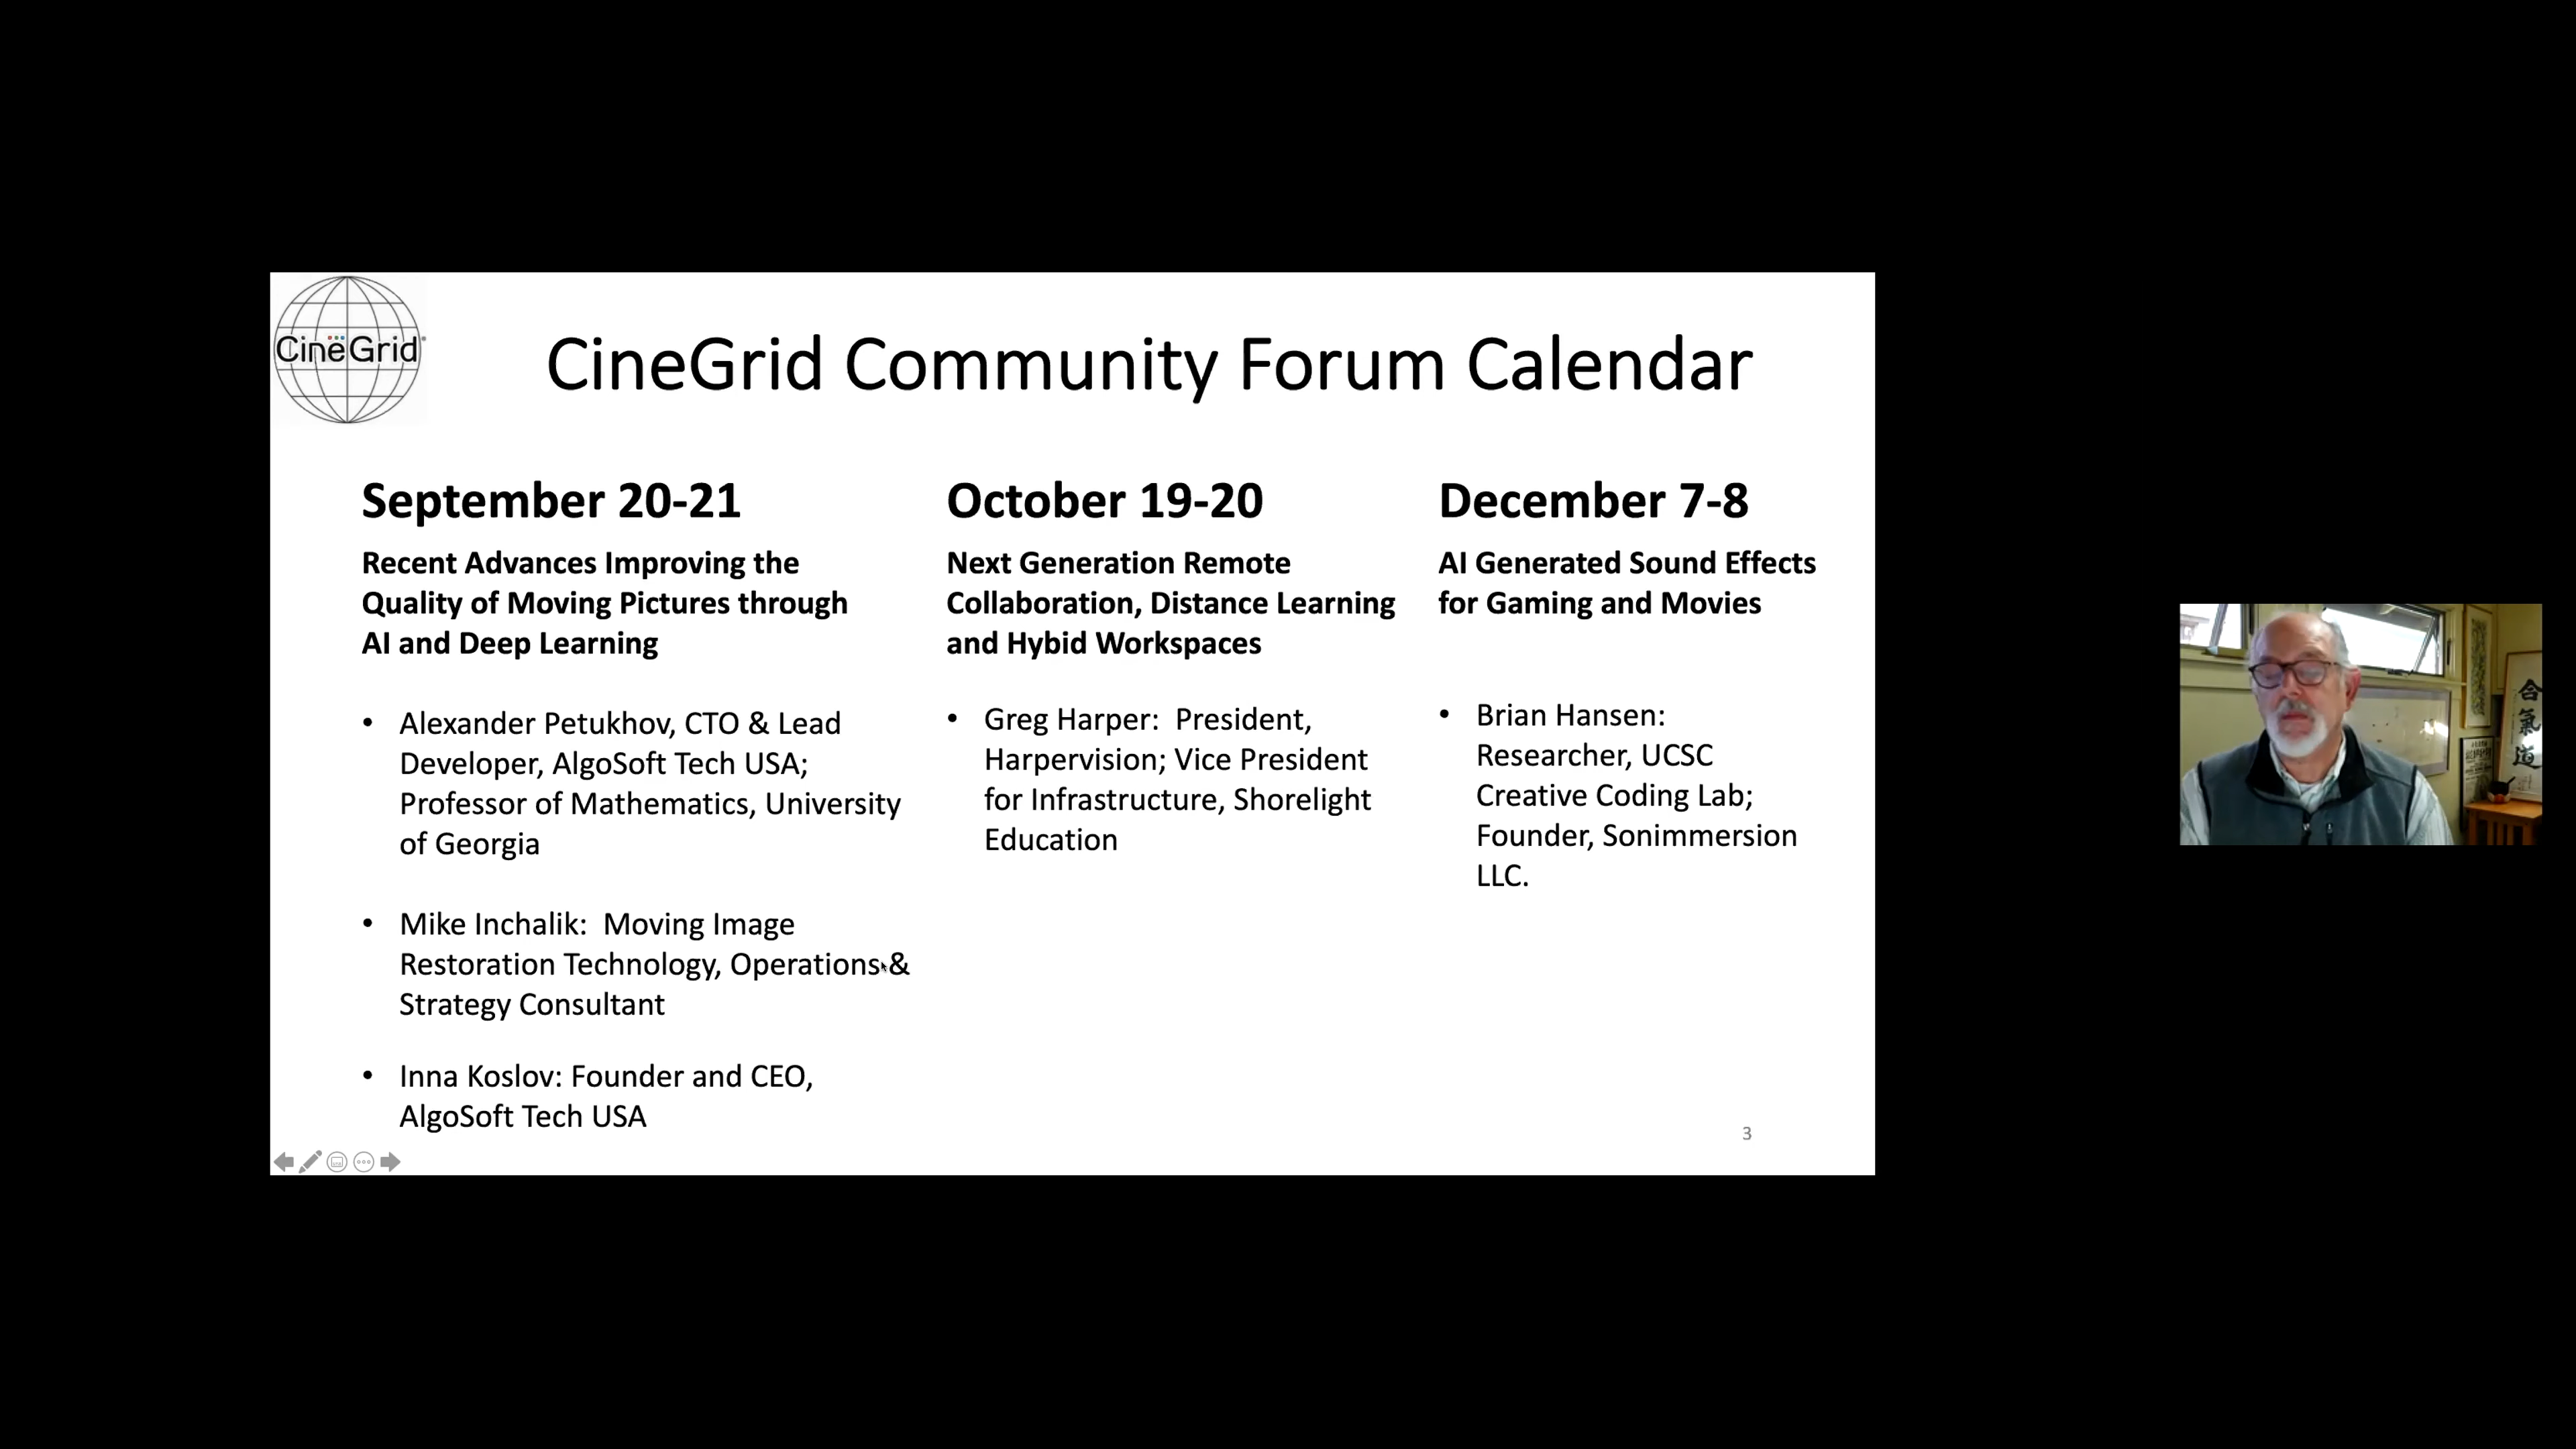 CineGrid
CineGrid Community Forum Calendar
September 20-21
Recent Advances Improving the
Quality of Moving Pictures through
AI and Deep Learning
• Alexander Petukhov, CTO & Lead
Developer, AlgoSoft Tech USA;
Professor of Mathematics, University
of Georgia
• Mike Inchalik:  Moving Image
Restoration Technology, Operations &
Strategy Consultant
• Inna Koslov: Founder and CEO,
AlgoSoft Tech USA
October 19-20
Next Generation Remote
Collaboration, Distance Learning
and Hybid Workspaces
• Greg Harper:  President,
Harpervision; Vice President
for Infrastructure, Shorelight
Education
December 7-8
AI Generated Sound Effects
for Gaming and Movies
• Brian Hansen:
Researcher, UCSC
Creative Coding Lab;
Founder, Sonimmersion
LLC.
3
合
氣
道